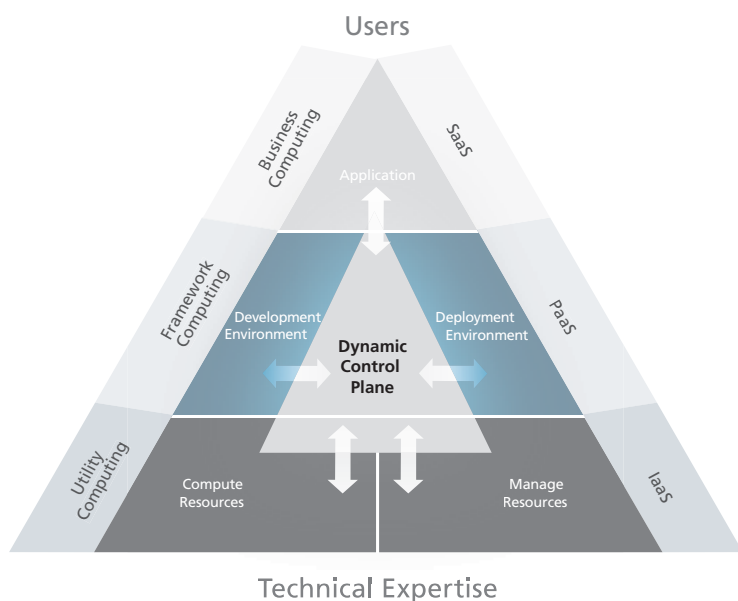 Users
Business
Computing
SaaS
Application
Framework
Computing
PaaS
Development
Environment
Deployment
Environment
Dynamic
Control
Plane
Utility
Computing
IaaS
Compute
Resources
Manage
Resources
Technical Expertise